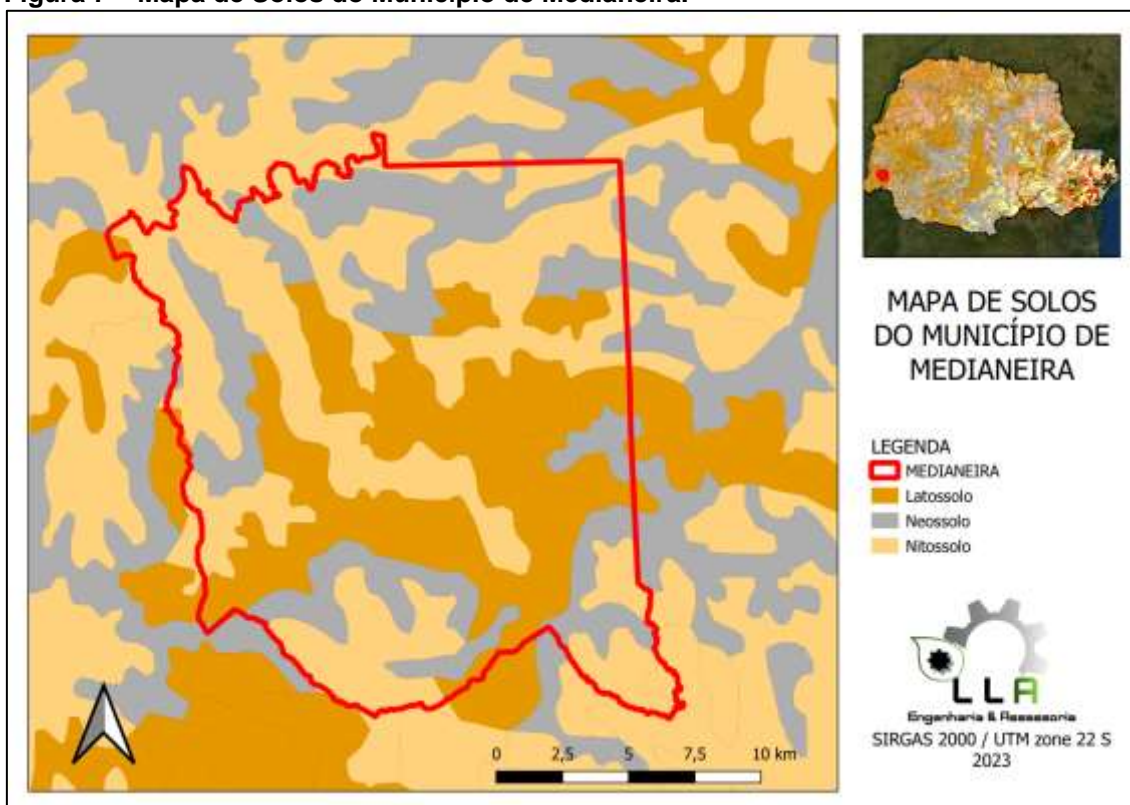 Mapa de Solos do Município de Medianeira.
MAPA DE SOLOS
DO MUNICÍPIO DE
MEDIANEIRA
LEGENDA
MEDIANEIRA
Latossolo
Neossolo
Nitossolo
0 2,5 5 7,5 10 km
LLA
Engenharia & Assessoria
SIRGAS 2000 / UTM zone 22 S
2023